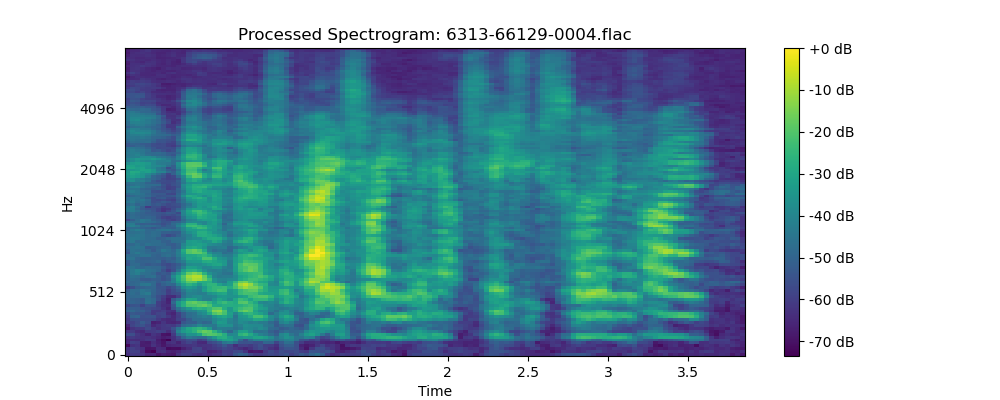 Processed Spectrogram: 6313-66129-0004.flac
Hz
4096
2048
1024
512
0
0 0.5 1 1.5 2 2.5 3 3.5
Time
+0 dB
-10 dB
-20 dB
-30 dB
-40 dB
-50 dB
-60 dB
-70 dB